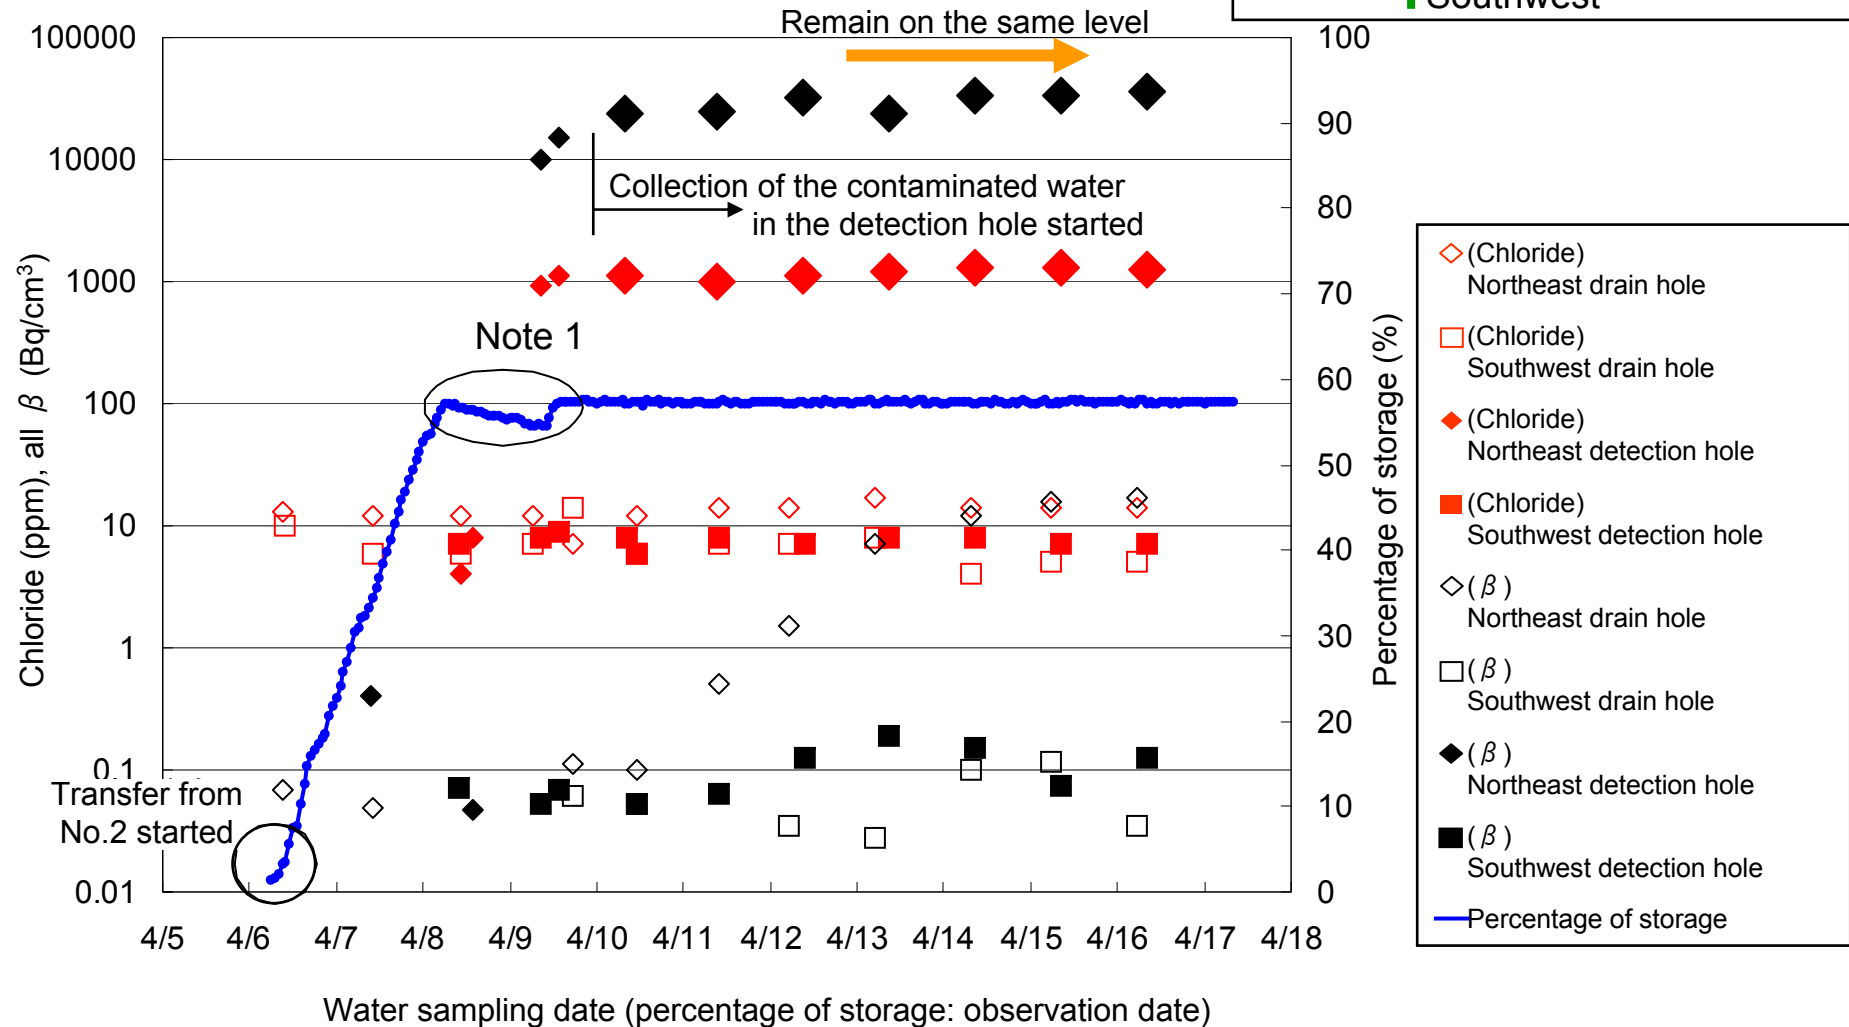 Southwest
Remain on the same level
100000
10000
1000
100
10
1
0.1
0.01
100
90
80
70
60
50
40
30
20
10
0
Chloride (ppm), all β (Bq/cm³)
Percentage of storage (%)
Collection of the contaminated water
in the detection hole started
Note 1
Transfer from
No.2 started
4/5 4/6 4/7 4/8 4/9 4/10 4/11 4/12 4/13 4/14 4/15 4/16 4/17 4/18
Water sampling date (percentage of storage: observation date)
(Chloride)
Northeast drain hole
(Chloride)
Southwest drain hole
(Chloride)
Northeast detection hole
(Chloride)
Southwest detection hole
(β)
Northeast drain hole
(β)
Southwest drain hole
(β)
Northeast detection hole
(β)
Southwest detection hole
Percentage of storage